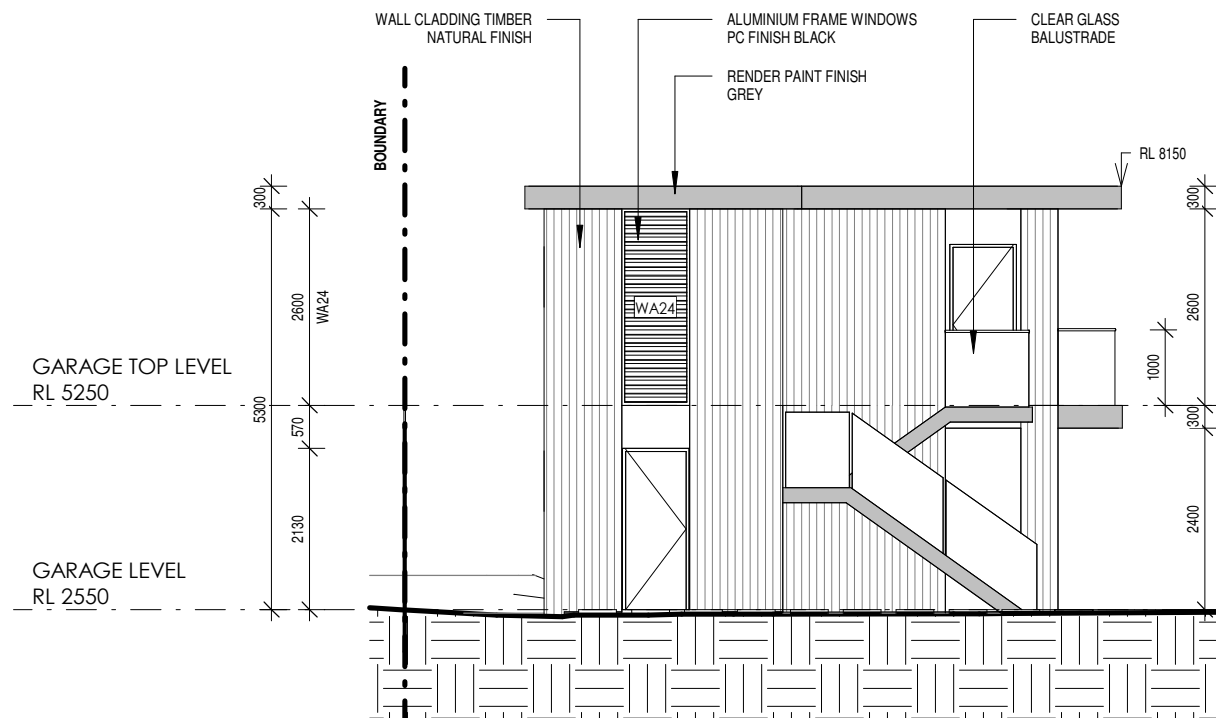 WALL CLADDING TIMBER
NATURAL FINISH
ALUMINIUM FRAME WINDOWS
PC FINISH BLACK
CLEAR GLASS
BALUSTRADE
RENDER PAINT FINISH
GREY
BOUNDARY
RL 8150
300
300
2600
WA24
WA24
2600
1000
GARAGE TOP LEVEL
RL 5250
5300
570
300
2130
2400
GARAGE LEVEL
RL 2550